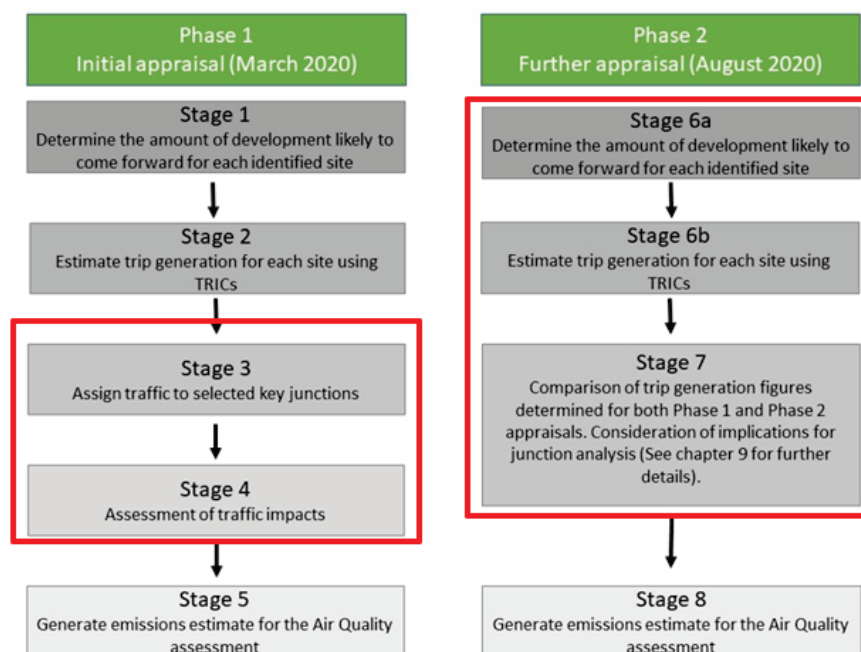 Phase 1
Initial appraisal (March 2020)
Stage 1
Determine the amount of development likely to
come forward for each identified site
Stage 2
Estimate trip generation for each site using
TRICs
Stage 3
Assign traffic to selected key junctions
Stage 4
Assessment of traffic impacts
Stage 5
Generate emissions estimate for the Air Quality
assessment
Phase 2
Further appraisal (August 2020)
Stage 6a
Determine the amount of development likely to
come forward for each identified site
Stage 6b
Estimate trip generation for each site using
TRICs
Stage 7
Comparison of trip generation figures
determined for both Phase 1 and Phase 2
appraisals. Consideration of implications for
junction analysis (See chapter 9 for further
details).
Stage 8
Generate emissions estimate for the Air Quality
assessment